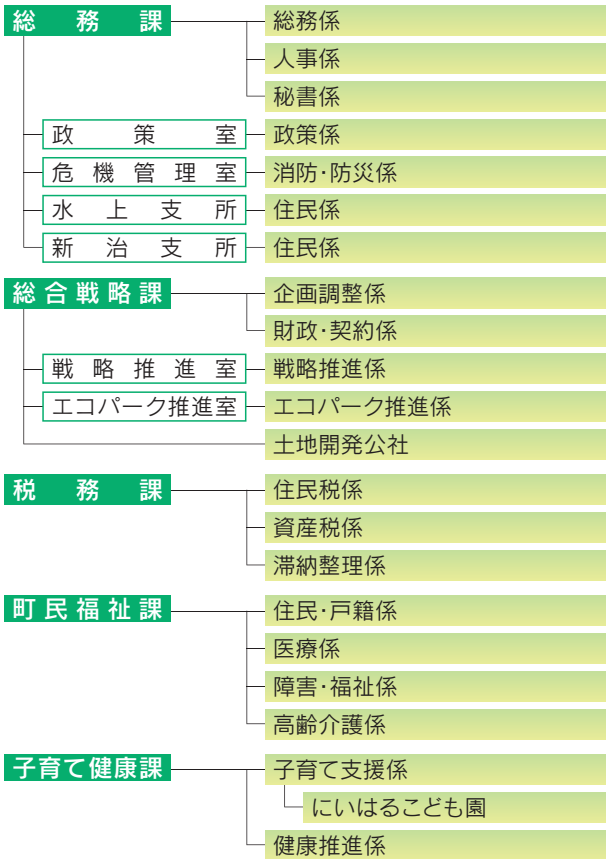 総務課 総務係
人事係
秘書係
政策室 政策係
危機管理室 消防・防災係
水上支所 住民係
新治支所 住民係
総合戦略課 企画調整係
財政・契約係
戦略推進室 戦略推進係
エコパーク推進室 エコパーク推進係
土地開発公社
税務課 住民税係
資産税係
滞納整理係
町民福祉課 住民・戸籍係
医療係
障害・福祉係
高齢介護係
子育て健康課 子育て支援係
にいはるこども園
健康推進係